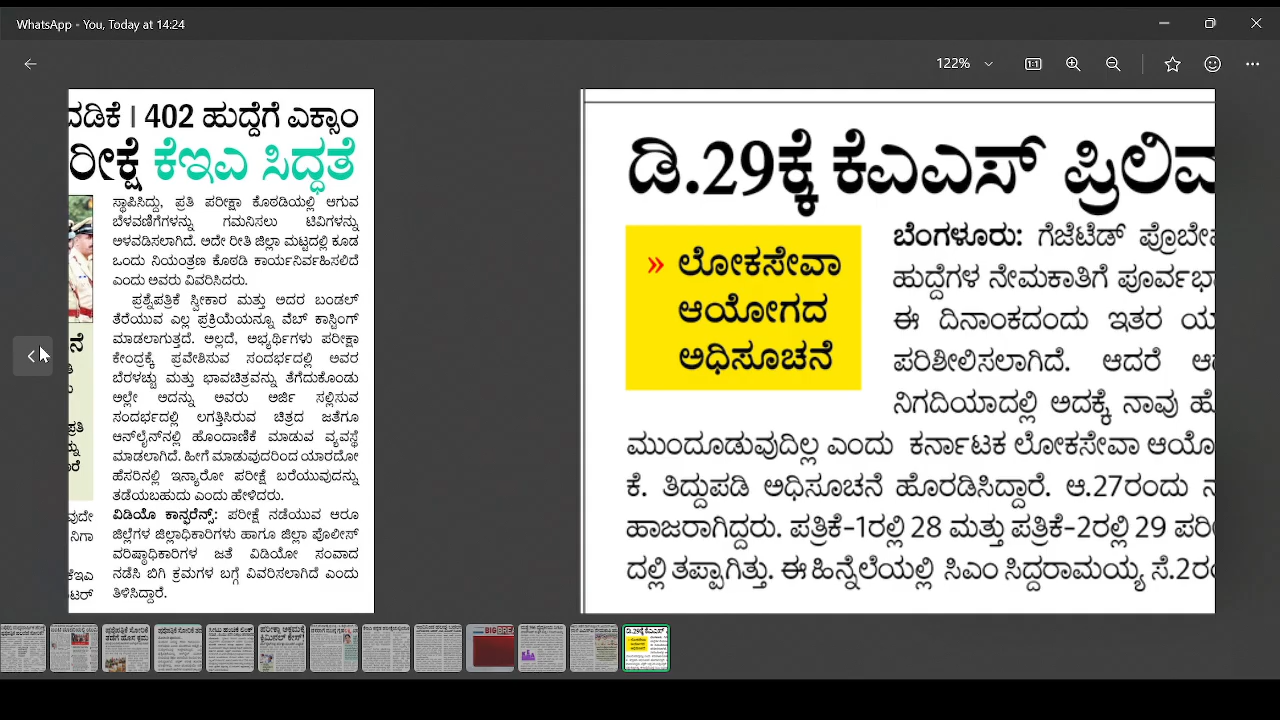 WhatsApp - You, Today at 14:24
122%
402 ಹುದ್ದೆಗೆ ಎಕ್ಸಾಂ
ಕೆಇಎ ಸಿದ್ಧತೆ
ಸ್ಥಾಪಿಸಿದ್ದು, ಪ್ರತಿ ಪರೀಕ್ಷಾ ಕೊಠಡಿಯಲ್ಲಿ ಆಗುವ
ಬೆಳವಣಿಗೆಗಳನ್ನು ಗಮನಿಸಲು ಟಿವಿಗಳನ್ನು
ಅಳವಡಿಸಲಾಗಿದೆ. ಅದೇ ರೀತಿ ಜಿಲ್ಲಾ ಮಟ್ಟದಲ್ಲಿ ಕೂಡ
ಒಂದು ನಿಯಂತ್ರಣ ಕೊಠಡಿ ಕಾರ್ಯನಿರ್ವಹಿಸಲಿದೆ
ಎಂದು ಅವರು ವಿವರಿಸಿದರು.
ಪ್ರಶ್ನೆಪತ್ರಿಕೆ ಸ್ವೀಕಾರ ಮತ್ತು ಅದರ ಬಂಡಲ್
ತೆರೆಯುವ ಎಲ್ಲ ಪ್ರಕ್ರಿಯೆಯನ್ನೂ ವೆಬ್ ಕಾಸ್ಟಿಂಗ್
ಮಾಡಲಾಗುತ್ತದೆ. ಅಲ್ಲದೆ, ಅಭ್ಯರ್ಥಿಗಳು ಪರೀಕ್ಷಾ
ಕೇಂದ್ರಕ್ಕೆ ಪ್ರವೇಶಿಸುವ ಸಂದರ್ಭದಲ್ಲಿ ಅವರ
ಬೆರಳಚ್ಚು ಮತ್ತು ಭಾವಚಿತ್ರವನ್ನು ತೆಗೆದುಕೊಂಡು
ಅಲ್ಲೇ ಅದನ್ನು ಅವರು ಅರ್ಜಿ ಸಲ್ಲಿಸುವ
ಸಂದರ್ಭದಲ್ಲಿ ಲಗತ್ತಿಸಿರುವ ಚಿತ್ರದ ಜತೆಗೂ
ಆನ್‌ಲೈನ್‌ನಲ್ಲಿ ಹೊಂದಾಣಿಕೆ ಮಾಡುವ ವ್ಯವಸ್ಥೆ
ಮಾಡಲಾಗಿದೆ. ಹೀಗೆ ಮಾಡುವುದರಿಂದ ಯಾರದೋ
ಹೆಸರಿನಲ್ಲಿ ಇನ್ಯಾರೋ ಪರೀಕ್ಷೆ ಬರೆಯುವುದನ್ನು
ತಡೆಯಬಹುದು ಎಂದು ಹೇಳಿದರು.
ವಿಡಿಯೊ ಕಾನ್ಫರೆನ್ಸ್: ಪರೀಕ್ಷೆ ನಡೆಯುವ ಆರೂ
ಜಿಲ್ಲೆಗಳ ಜಿಲ್ಲಾಧಿಕಾರಿಗಳು ಹಾಗೂ ಜಿಲ್ಲಾ ಪೊಲೀಸ್
ವರಿಷ್ಠಾಧಿಕಾರಿಗಳ ಜತೆ ವಿಡಿಯೋ ಸಂವಾದ
ನಡೆಸಿ ಬಿಗಿ ಕ್ರಮಗಳ ಬಗ್ಗೆ ವಿವರಿಸಲಾಗಿದೆ ಎಂದು
ತಿಳಿಸಿದ್ದಾರೆ.
ಡಿ.29ಕ್ಕೆ ಕೆಎಎಸ್
» ಲೋಕಸೇವಾ
ಆಯೋಗದ
ಅಧಿಸೂಚನೆ
ಬೆಂಗಳೂರು: ಗೆಜೆಟೆಡ್
ಹುದ್ದೆಗಳ ನೇಮಕಾತಿಗೆ
ಈ ದಿನಾಂಕದಂದು ಇತರ
ಪರಿಶೀಲಿಸಲಾಗಿದೆ. ಆದರೆ
ನಿಗದಿಯಾದಲ್ಲಿ ಅದಕ್ಕೆ ನಾವು
ಮುಂದೂಡುವುದಿಲ್ಲ ಎಂದು ಕರ್ನಾಟಕ ಲೋಕಸೇವಾ
ಕೆ. ತಿದ್ದುಪಡಿ ಅಧಿಸೂಚನೆ ಹೊರಡಿಸಿದ್ದಾರೆ. ಆ.27ರಂದು
ಹಾಜರಾಗಿದ್ದರು. ಪತ್ರಿಕೆ-1ರಲ್ಲಿ 28 ಮತ್ತು ಪತ್ರಿಕೆ-2ರಲ್ಲಿ 29
ದಲ್ಲಿ ತಪ್ಪಾಗಿತ್ತು. ಈ ಹಿನ್ನೆಲೆಯಲ್ಲಿ ಸಿಎಂ ಸಿದ್ದರಾಮಯ್ಯ